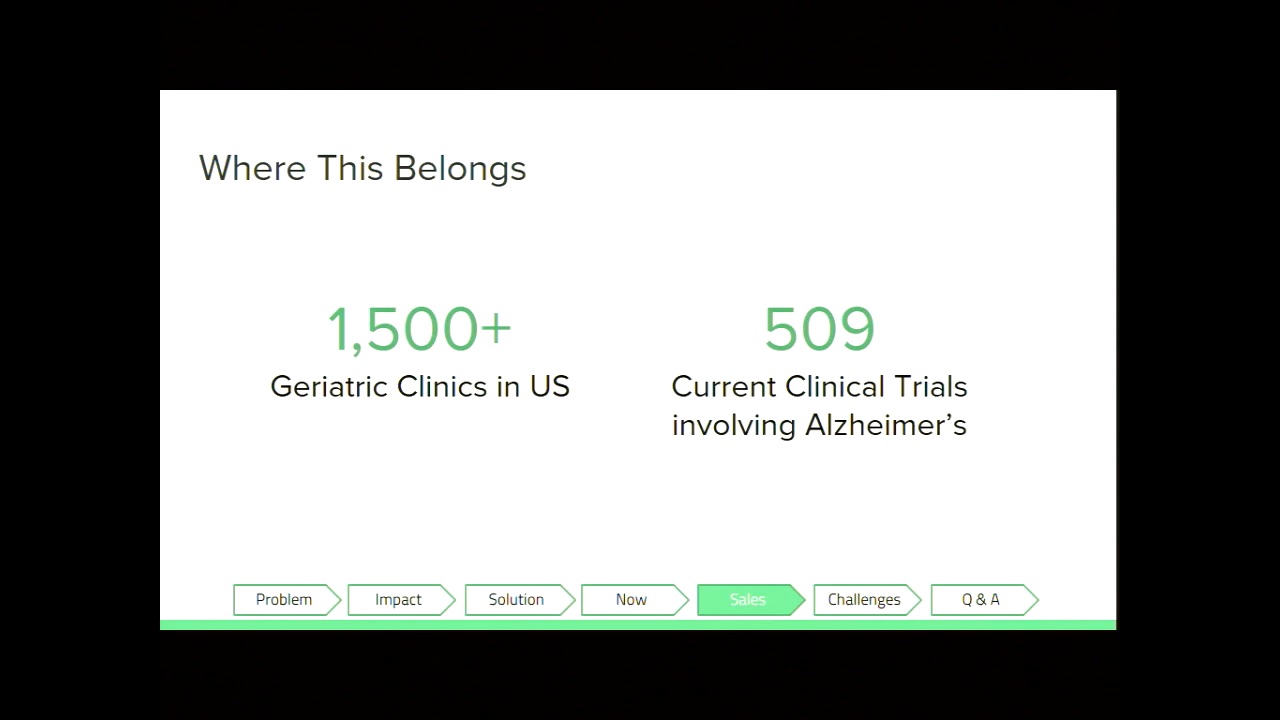 Where This Belongs
1,500+
Geriatric Clinics in US
509
Current Clinical Trials
involving Alzheimer’s
Problem
Impact
Solution
Now
Sales
Challenges
Q & A